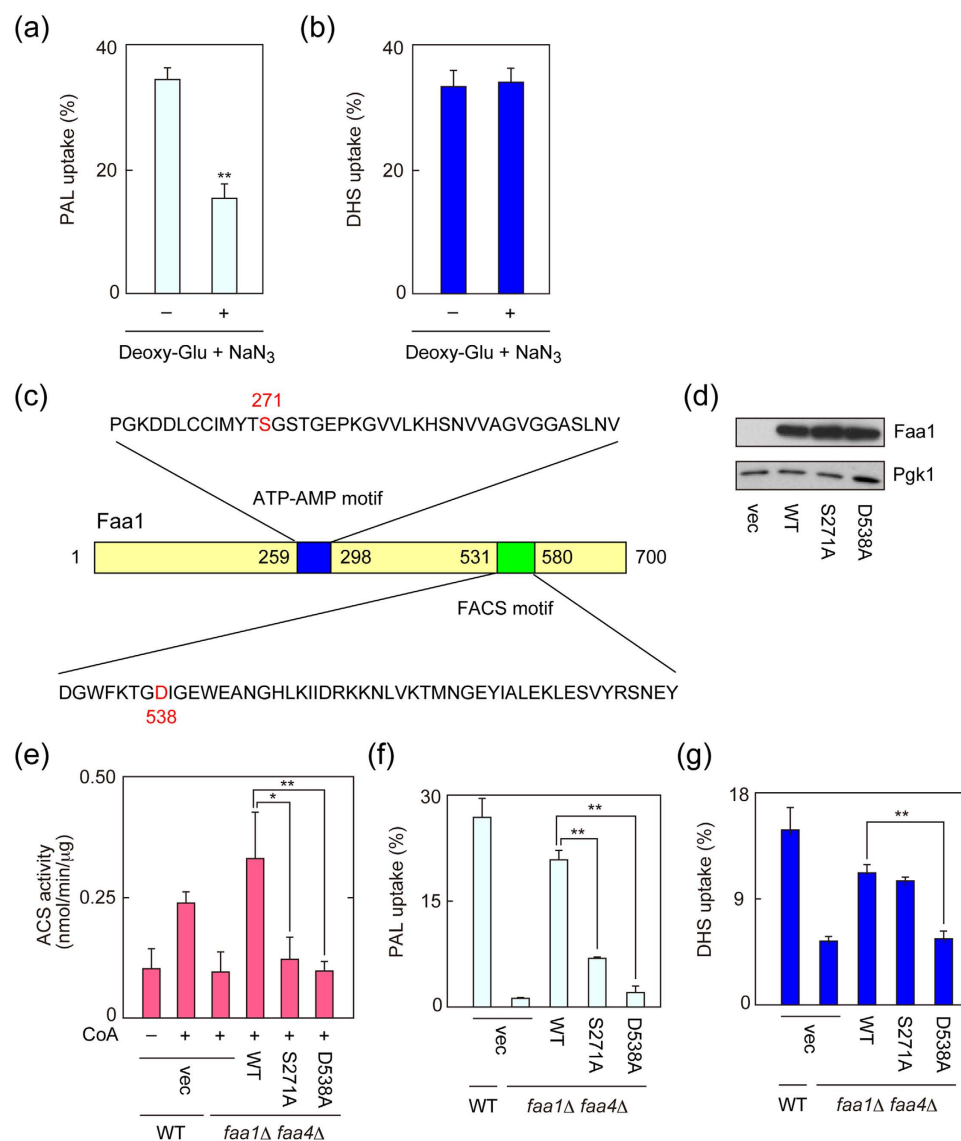 (a)
40
20
0
PAL uptake (%)
**
– +
Deoxy-Glu + NaN3
(b)
40
20
0
DHS uptake (%)
– +
Deoxy-Glu + NaN3
(c)
271
PGKDDLCCIMYTSGSTGEPKGVVLKHSNVVAGVGGASLNV
ATP-AMP motif
Faa1
1 259 298 531 580 700
FACS motif
DGWFKTGDIGEWEANGHLKIIDRKKNLVKTMNGEYIALEKLESVYRSNEY
538
(d)
Faa1
Pgk1
vec WT S271A D538A
(e)
0.50
0.25
0
ACS activity
(nmol/min/μg)
**
*
CoA – + + + + +
vec WT S271A D538A
WT faa1Δ faa4Δ
(f)
30
15
0
PAL uptake (%)
**
**
vec WT S271A D538A
WT faa1Δ faa4Δ
(g)
18
9
0
DHS uptake (%)
**
vec WT S271A D538A
WT faa1Δ faa4Δ